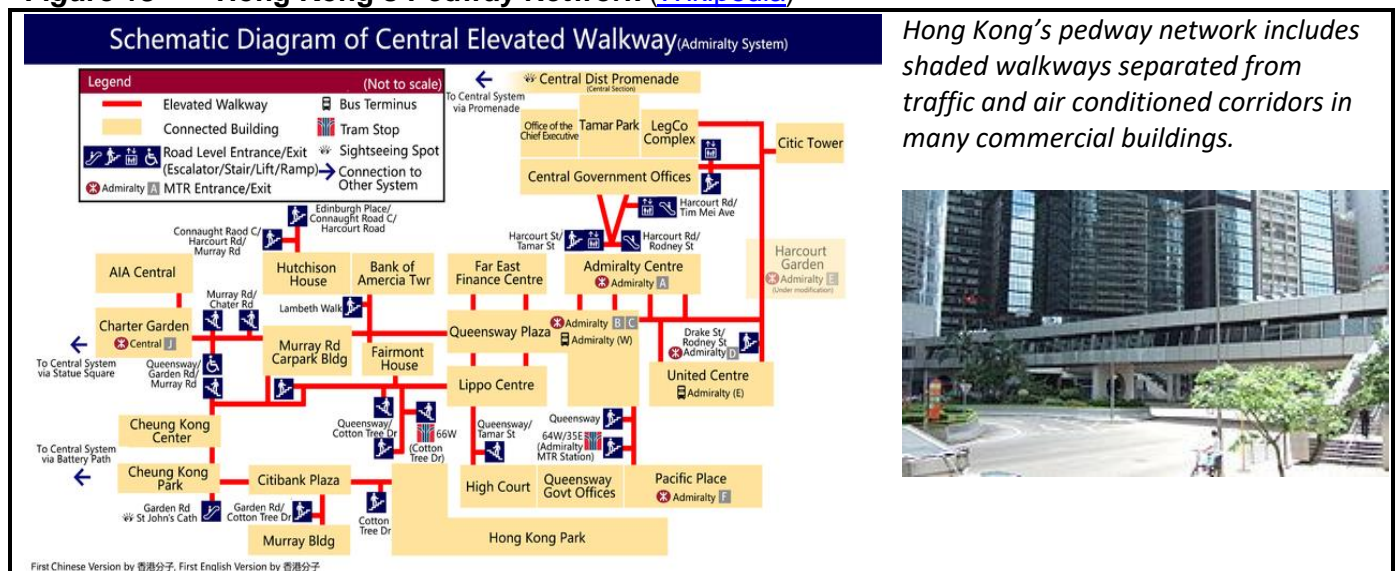 Hong Kong's Pedway Network (Wikipedia)
Schematic Diagram of Central Elevated Walkway(Admiralty System)
Legend
(Not to scale)
Elevated Walkway
Bus Terminus
Connected Building
Tram Stop
Road Level Entrance/Exit
(Escalator/Stair/Lift/Ramp)
Sightseeing Spot
Connection to
Other System
Admiralty A MTR Entrance/Exit
To Central System
via Promenade
Central Dist Promenade
(Central Section)
Office of the
Chief Executive
Tamar Park
LegCo
Complex
Citic Tower
Central Government Offices
Harcourt Rd/
Tim Mei Ave
Edinburgh Place/
Connaught Road C/
Harcourt Road
Connaught Raod C/
Harcourt Rd/
Murray Rd
Harcourt St/
Tamar St
Harcourt Rd/
Rodney St
Harcourt
Garden
Admiralty E
(Under modification)
AIA Central
Hutchison
House
Bank of
Amercia Twr
Far East
Finance Centre
Admiralty Centre
Admiralty A
Murray Rd/
Chater Rd
Lambeth Walk
Charter Garden
Central J
Murray Rd
Carpark Bldg
Fairmont
House
Queensway Plaza
Admiralty B C
Admiralty (W)
Drake St/
Rodney St
Admiralty D
To Central System
via Statue Square
Queensway/
Garden Rd/
Murray Rd
Lippo Centre
United Centre
Admiralty (E)
Cheung Kong
Center
Queensway/
Cotton Tree Dr
66W
(Cotton
Tree Dr)
Queensway/
Tamar St
Queensway
64W/35E
(Admiralty
MTR Station)
To Central System
via Battery Path
Cheung Kong
Park
Citibank Plaza
High Court
Queensway
Govt Offices
Pacific Place
Admiralty F
Garden Rd
St John's Cath
Garden Rd/
Cotton Tree Dr
Cotton
Tree Dr
Murray Bldg
Hong Kong Park
First Chinese Version by 香港分子, First English Version by 香港分子
Hong Kong's pedway network includes
shaded walkways separated from
traffic and air conditioned corridors in
many commercial buildings.